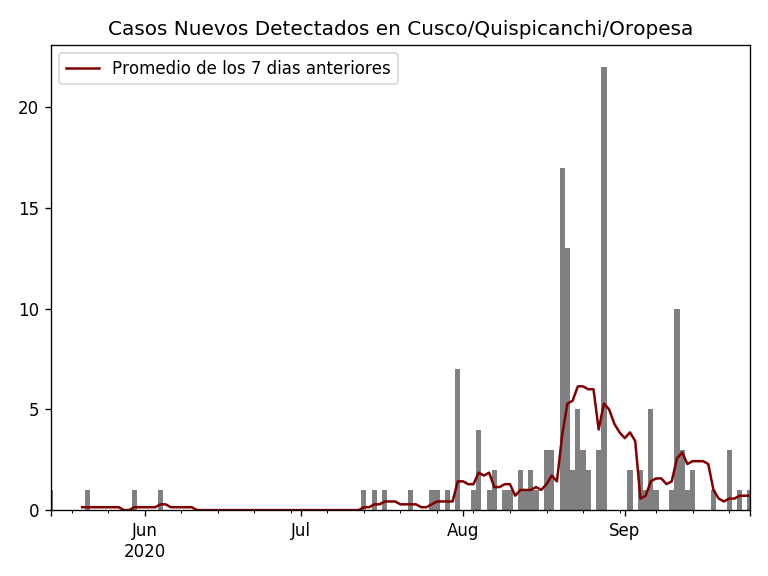 Casos Nuevos Detectados en Cusco/Quispicanchi/Oropesa
Promedio de los 7 dias anteriores
20
15
10
5
0
Jun
2020
Jul
Aug
Sep